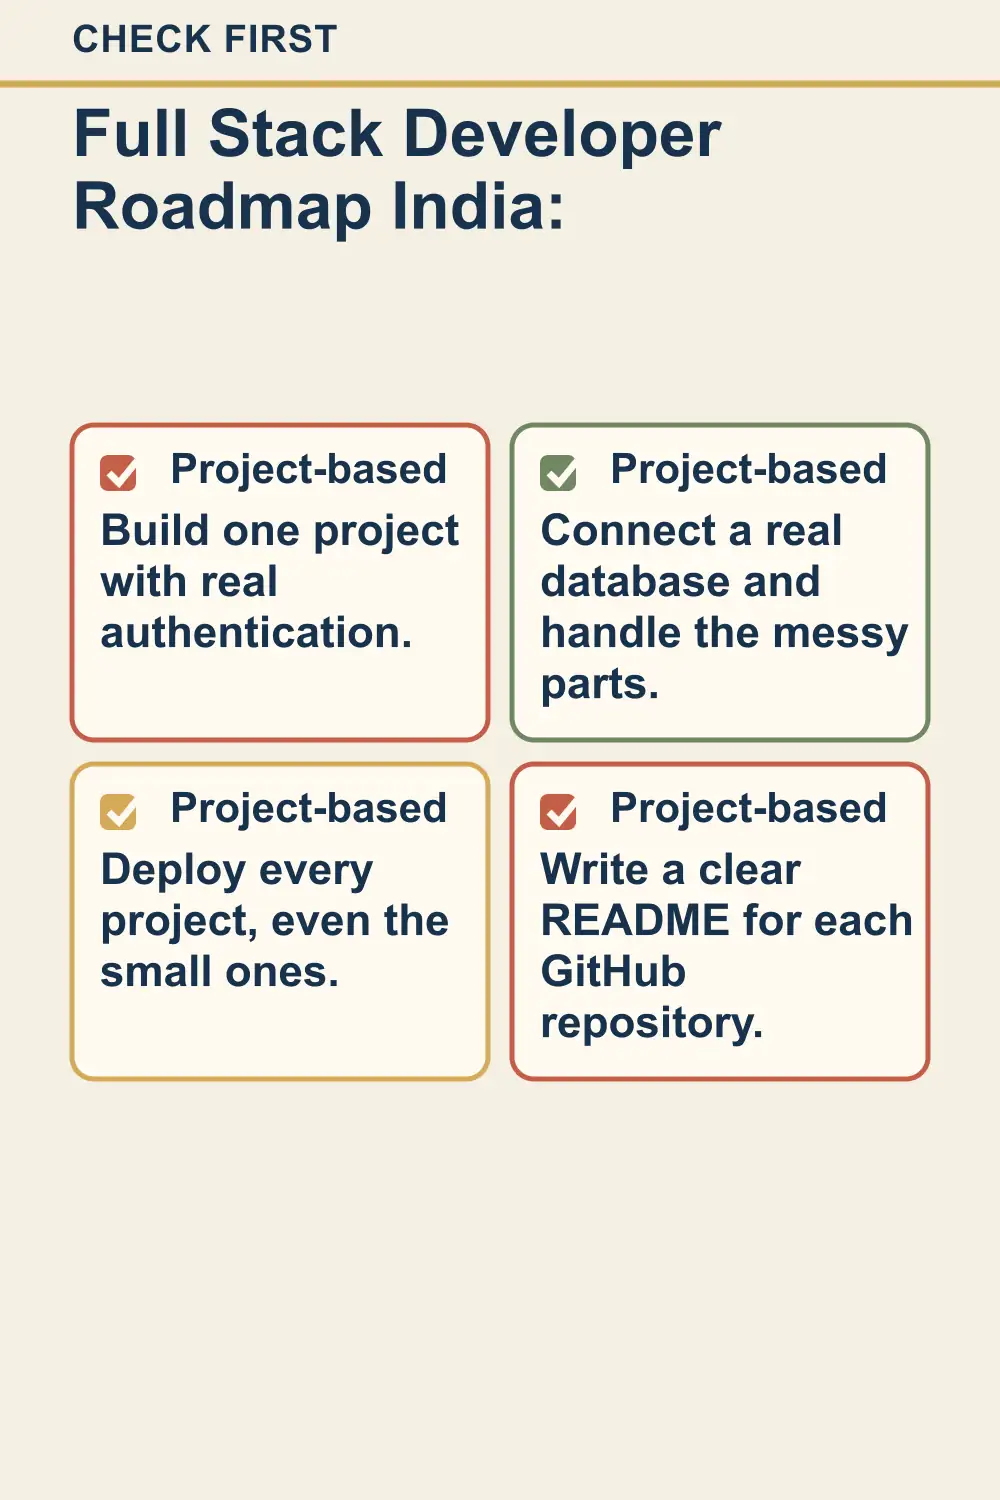 CHECK FIRST
Full Stack Developer
Roadmap India:
Project-based
Build one project
with real
authentication.
Project-based
Connect a real
database and
handle the messy
parts.
Project-based
Deploy every
project, even the
small ones.
Project-based
Write a clear
README for each
GitHub
repository.